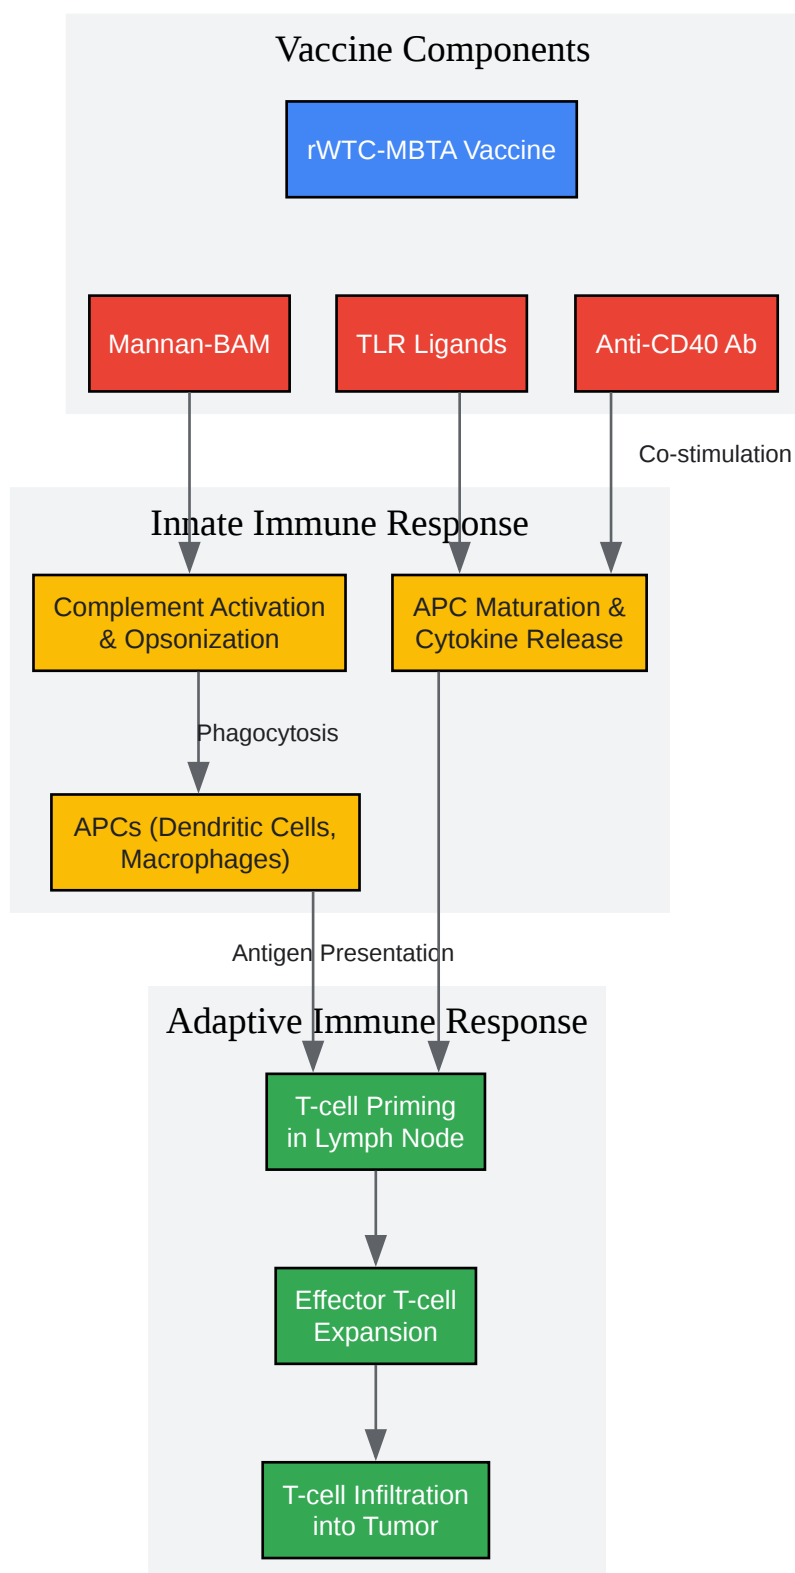 Vaccine Components
rWTC-MBTA Vaccine
Mannan-BAM
TLR Ligands
Anti-CD40 Ab
Co-stimulation
Innate Immune Response
Complement Activation
& Opsonization
APC Maturation &
Cytokine Release
Phagocytosis
APCs (Dendritic Cells,
Macrophages)
Antigen Presentation
Adaptive Immune Response
T-cell Priming
in Lymph Node
Effector T-cell
Expansion
T-cell Infiltration
into Tumor